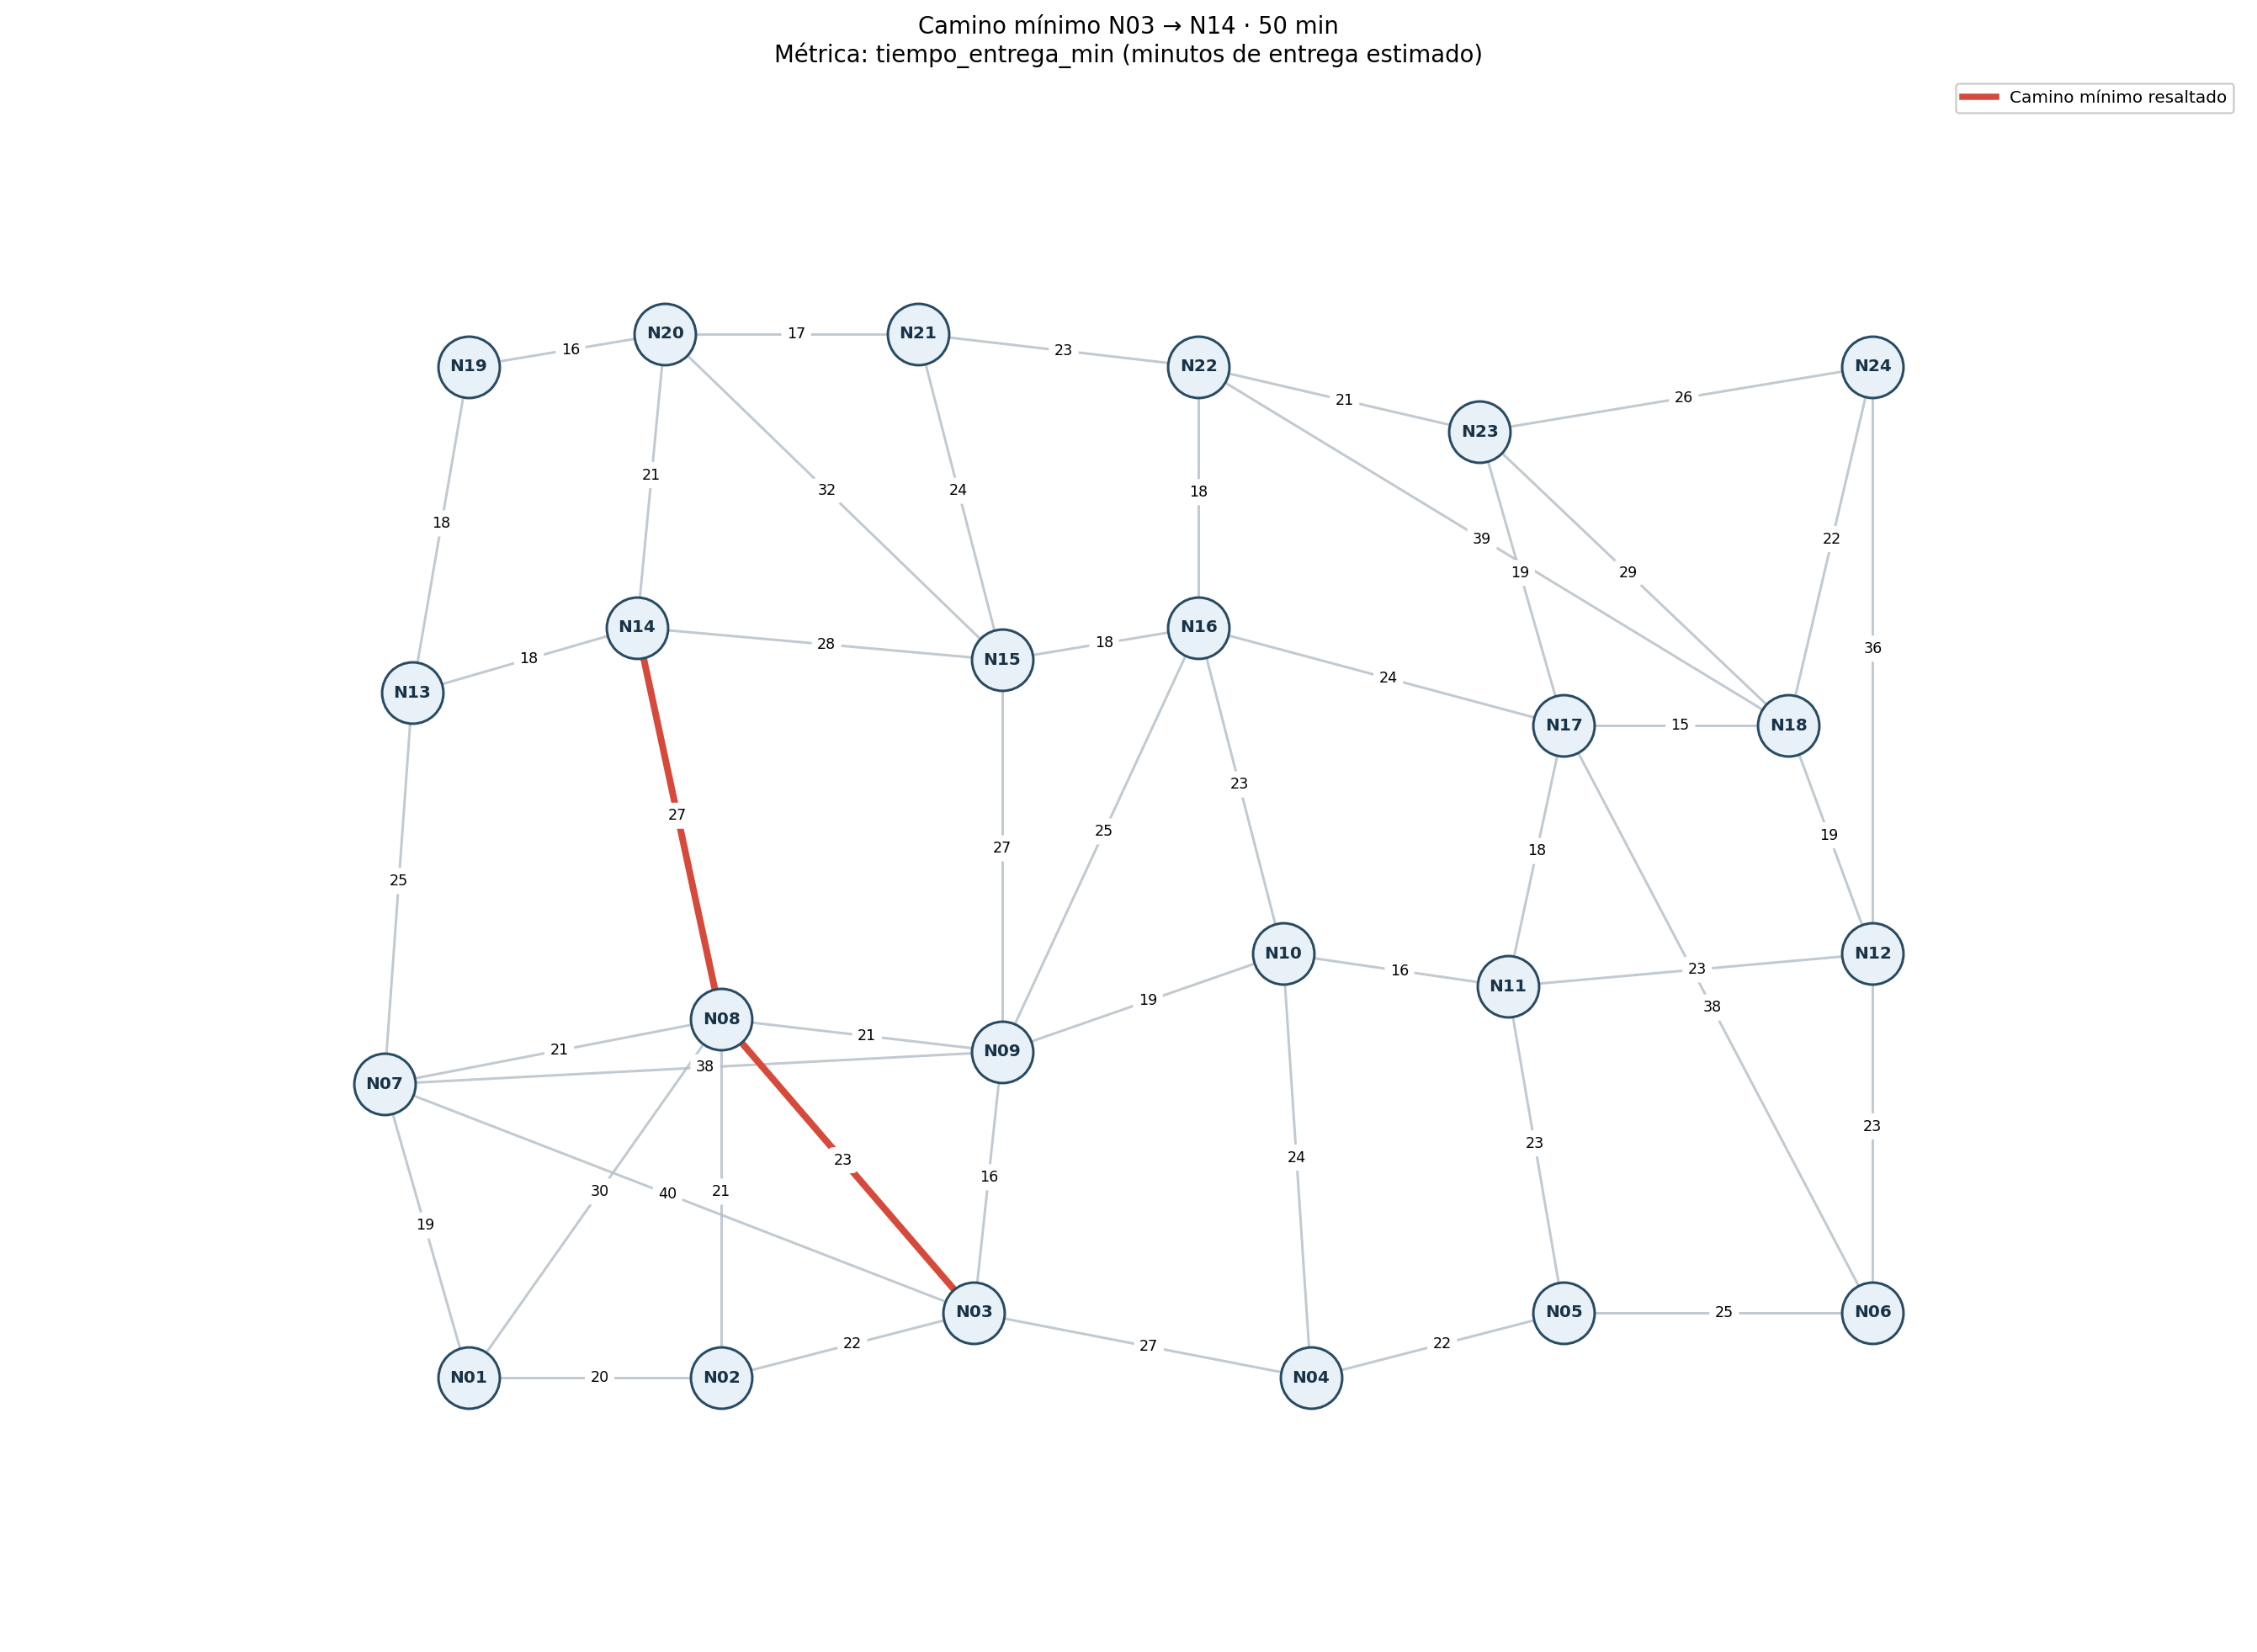 Camino mínimo N03 → N14 · 50 min
Métrica: tiempo_entrega_min (minutos de entrega estimado)
Camino mínimo resaltado
N20
17
N21
N19
16
23
N22
N24
21
26
N23
21
32
24
18
18
39
22
19
29
N14
28
N15
18
N16
36
18
24
N13
N17
15
N18
23
27
25
27
18
19
25
N10
N12
16
23
N11
N08
19
38
21
21
N09
38
N07
23
23
24
23
16
30
40
21
19
N03
N05
25
N06
22
27
22
N01
20
N02
N04